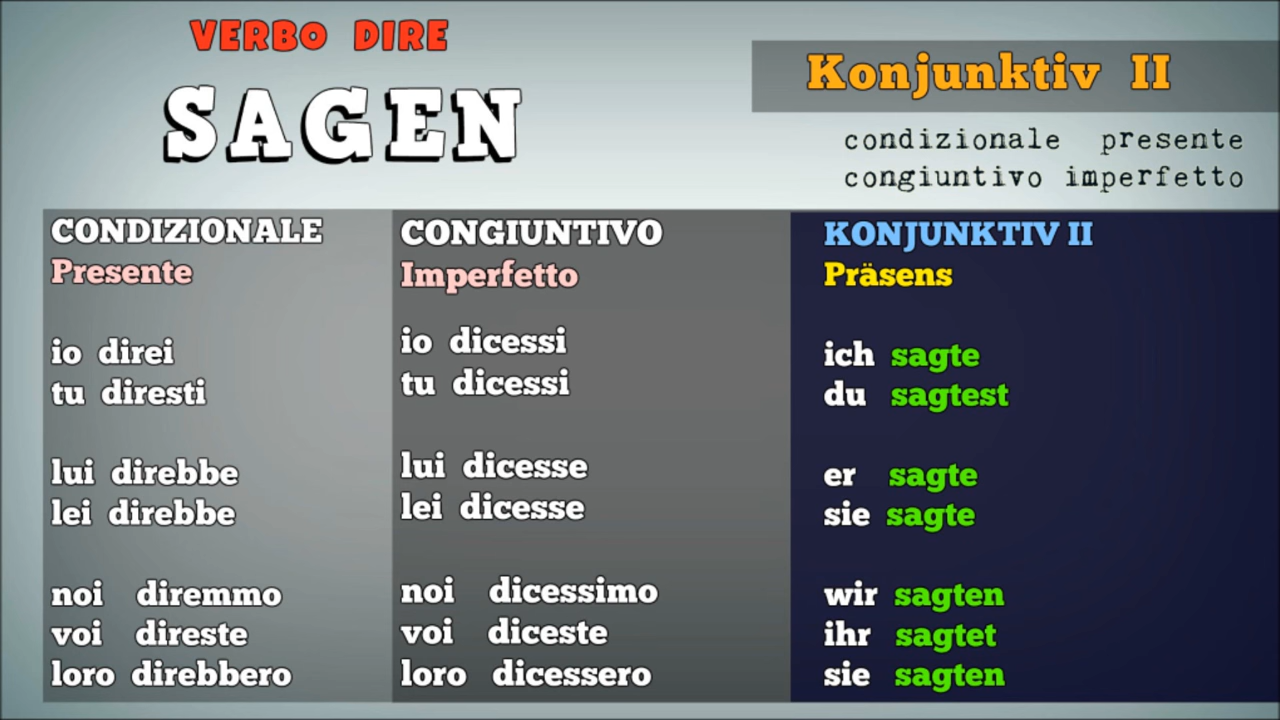 VERBO DIRE
SAGEN
Konjunktiv II
condizionale presente
congiuntivo imperfetto
CONDIZIONALE
Presente
io direi
tu diresti
lui direbbe
lei direbbe
noi diremmo
voi direste
loro direbbero
CONGIUNTIVO
Imperfetto
io dicessi
tu dicessi
lui dicesse
lei dicesse
noi dicessimo
voi diceste
loro dicessero
KONJUNKTIV II
Präsens
ich sagte
du sagtest
er sagte
sie sagte
wir sagten
ihr sagtet
sie sagten